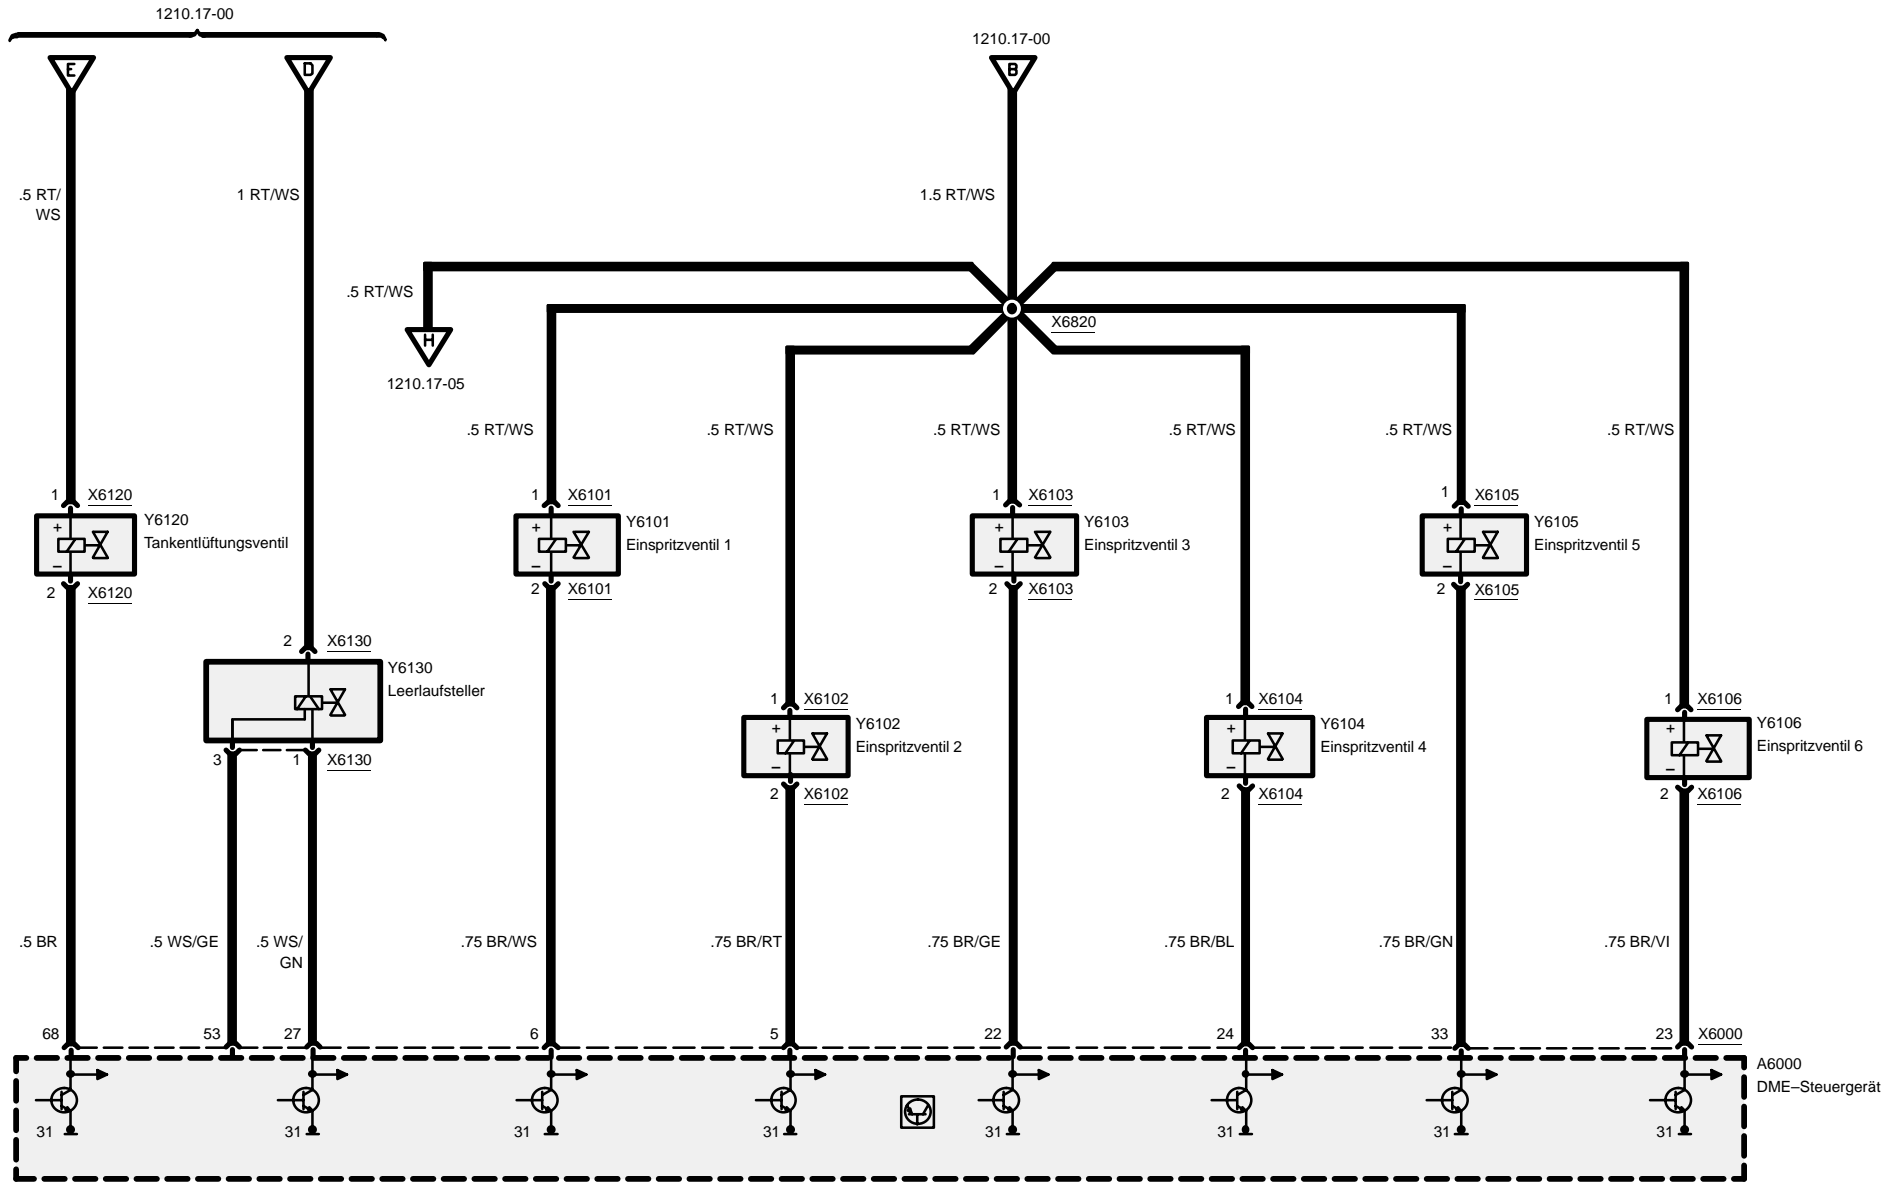 1210.17-00
1210.17-00
E
D
B
.5 RT/
WS
1 RT/WS
1.5 RT/WS
.5 RT/WS
X6820
H
1210.17-05
.5 RT/WS
.5 RT/WS
.5 RT/WS
.5 RT/WS
.5 RT/WS
.5 RT/WS
1 X6120
1 X6101
1 X6103
1 X6105
Y6120
Tankentlüftungsventil
+
–
Y6101
Einspritzventil 1
+
–
Y6103
Einspritzventil 3
+
–
Y6105
Einspritzventil 5
+
–
2 X6120
2 X6101
2 X6103
2 X6105
2 X6130
Y6130
Leerlaufsteller
1 X6102
1 X6104
1 X6106
Y6102
Einspritzventil 2
+
–
Y6104
Einspritzventil 4
+
–
Y6106
Einspritzventil 6
+
–
3 1 X6130
2 X6102
2 X6104
2 X6106
.5 BR
.5 WS/GE
.5 WS/
GN
.75 BR/WS
.75 BR/RT
.75 BR/GE
.75 BR/BL
.75 BR/GN
.75 BR/VI
68 53 27 6 5 22 24 33 23 X6000
A6000
DME–Steuergerät
31 31 31 31 31 31 31 31